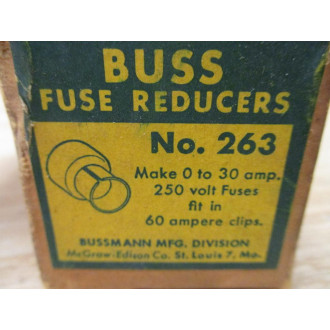 BUSS
FUSE REDUCERS
No. 263
Make 0 to 30 amp.
250 volt Fuses
fit in
60 ampere clips.
BUSSMANN MFG. DIVISION
McGraw-Edison Co. St. Louis 7, Mo.